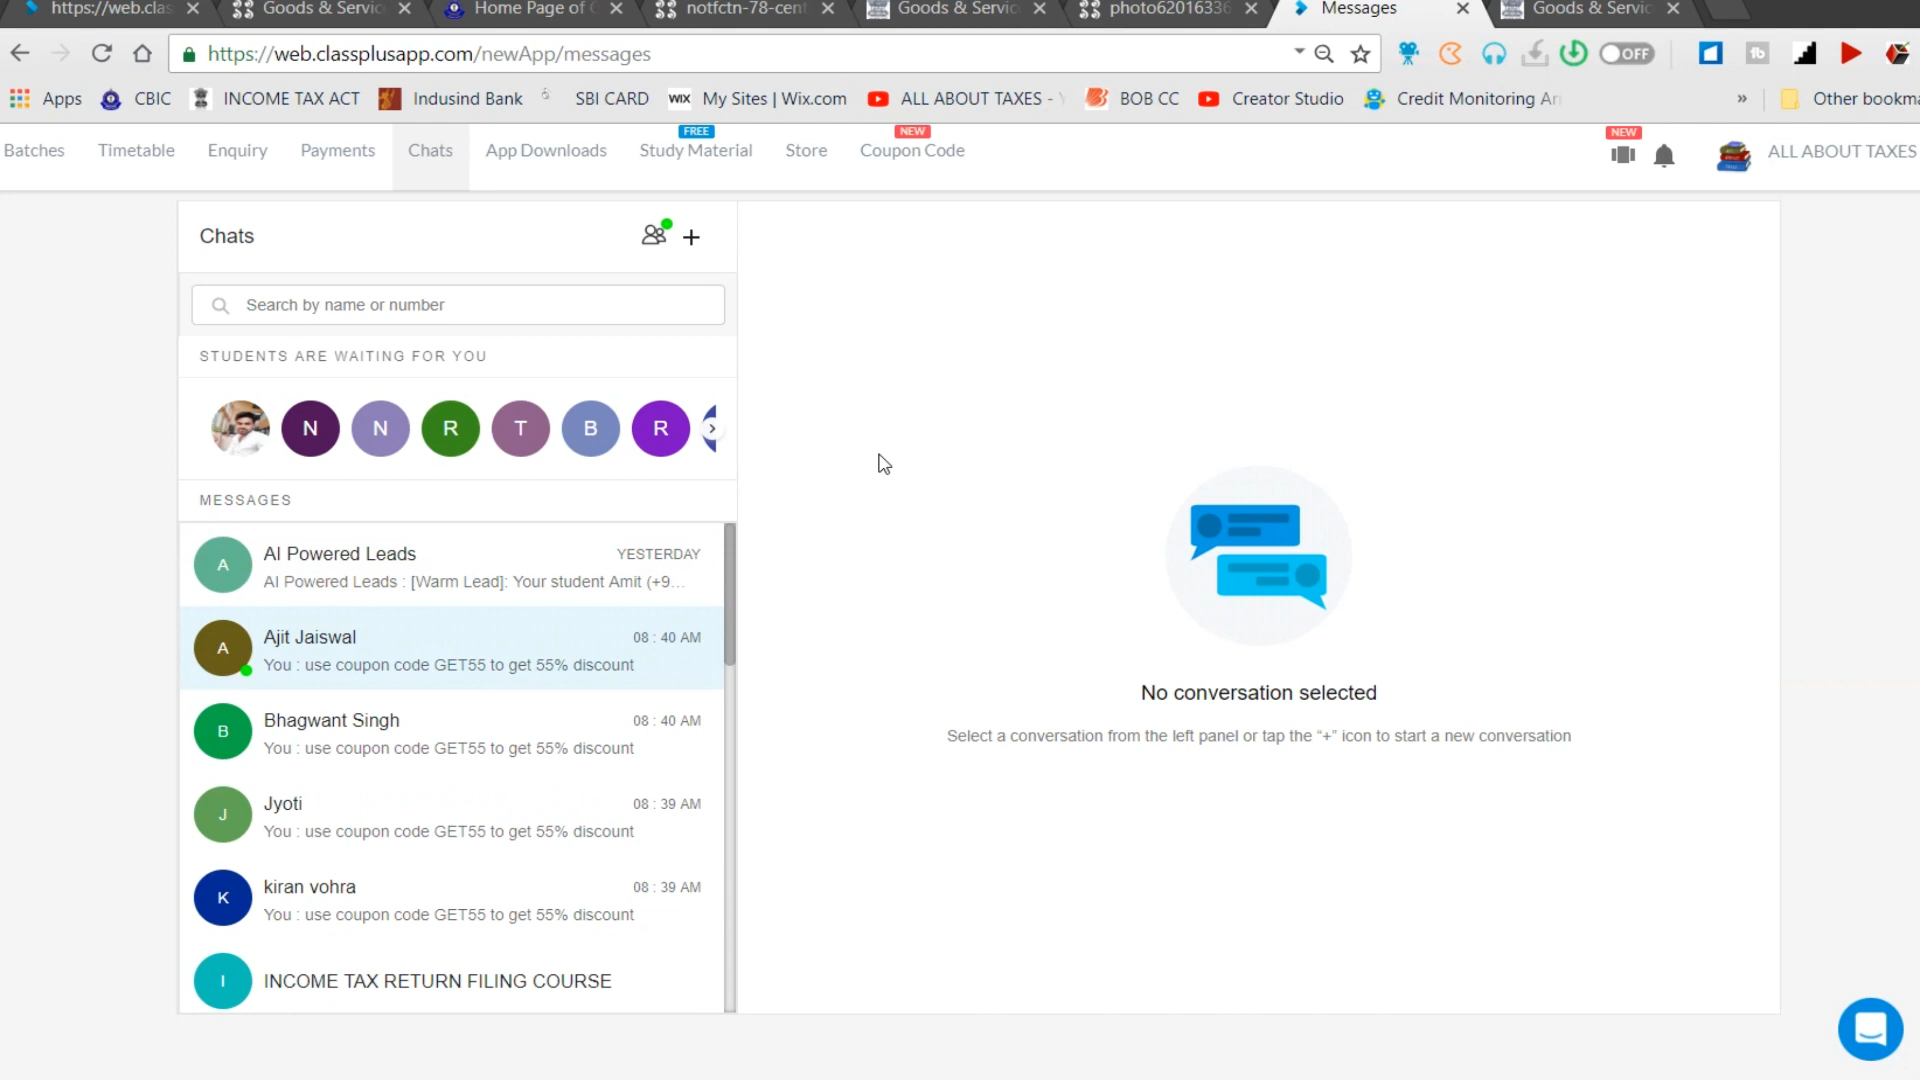 https://web.clas
Goods & Servic
Home Page of C
notfctn-78-cent
Goods & Servic
photo62016336
Messages
Goods & Servic
https://web.classplusapp.com/newApp/messages
OFF
Apps CBIC INCOME TAX ACT Indusind Bank SBI CARD WIX My Sites | Wix.com ALL ABOUT TAXES - BOB CC Creator Studio Credit Monitoring An » Other bookma
FREE NEW NEW
Batches Timetable Enquiry Payments Chats App Downloads Study Material Store Coupon Code ALL ABOUT TAXES
Chats
Search by name or number
STUDENTS ARE WAITING FOR YOU
N N R T B R
MESSAGES
A
AI Powered Leads YESTERDAY
AI Powered Leads : [Warm Lead]: Your student Amit (+9...
A
Ajit Jaiswal 08 : 40 AM
You : use coupon code GET55 to get 55% discount
B
Bhagwant Singh 08 : 40 AM
You : use coupon code GET55 to get 55% discount
J
Jyoti 08 : 39 AM
You : use coupon code GET55 to get 55% discount
K
kiran vohra 08 : 39 AM
You : use coupon code GET55 to get 55% discount
I
INCOME TAX RETURN FILING COURSE
No conversation selected
Select a conversation from the left panel or tap the “+” icon to start a new conversation